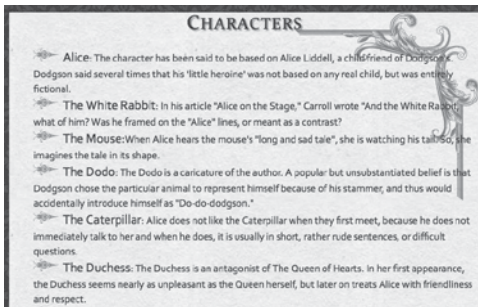 CHARACTERS
Alice: The character has been said to be based on Alice Liddell, a child friend of Dodgson's.
Dodgson said several times that his 'little heroine' was not based on any real child, but was entirely
fictional.
The White Rabbit: In his article "Alice on the Stage," Carroll wrote "And the White Rabbit,
what of him? Was he framed on the "Alice" lines, or meant as a contrast?
The Mouse:When Alice hears the mouse's "long and sad tale", she is watching his tail. So, she
imagines the tale in its shape.
The Dodo: The Dodo is a caricature of the author. A popular but unsubstantiated belief is that
Dodgson chose the particular animal to represent himself because of his stammer, and thus would
accidentally introduce himself as "Do-do-dodgson."
The Caterpillar: Alice does not like the Caterpillar when they first meet, because he does not
immediately talk to her and when he does, it is usually in short, rather rude sentences, or difficult
questions.
The Duchess: The Duchess is an antagonist of The Queen of Hearts. In her first appearance,
the Duchess seems nearly as unpleasant as the Queen herself, but later on treats Alice with friendliness
and respect.